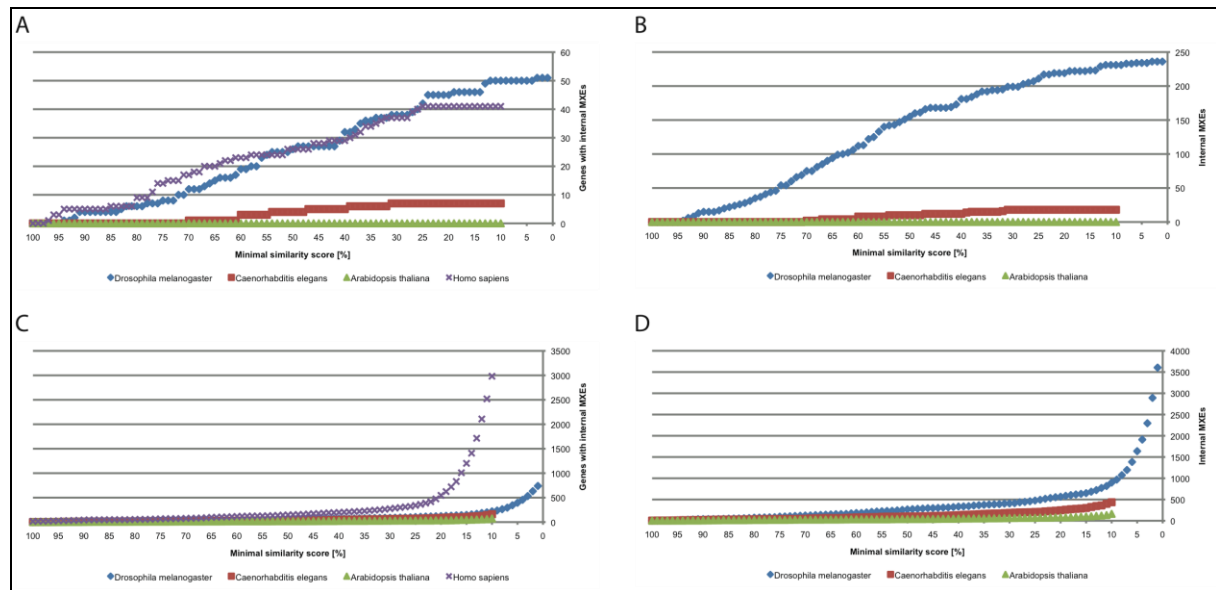 A
60
50
40
30
20
10
0
Genes with internal MXEs
100 95 90 85 80 75 70 65 60 55 50 45 40 35 30 25 20 15 10 5 0
Minimal similarity score [%]
Drosophila melanogaster Caenorhabditis elegans Arabidopsis thaliana Homo sapiens
B
250
200
150
100
50
0
Internal MXEs
100 95 90 85 80 75 70 65 60 55 50 45 40 35 30 25 20 15 10 5 0
Minimal similarity score [%]
Drosophila melanogaster Caenorhabditis elegans Arabidopsis thaliana
C
3500
3000
2500
2000
1500
1000
500
0
Genes with internal MXEs
100 95 90 85 80 75 70 65 60 55 50 45 40 35 30 25 20 15 10 5 0
Minimal similarity score [%]
Drosophila melanogaster Caenorhabditis elegans Arabidopsis thaliana Homo sapiens
D
4000
3500
3000
2500
2000
1500
1000
500
0
Internal MXEs
100 95 90 85 80 75 70 65 60 55 50 45 40 35 30 25 20 15 10 5 0
Minimal similarity score [%]
Drosophila melanogaster Caenorhabditis elegans Arabidopsis thaliana